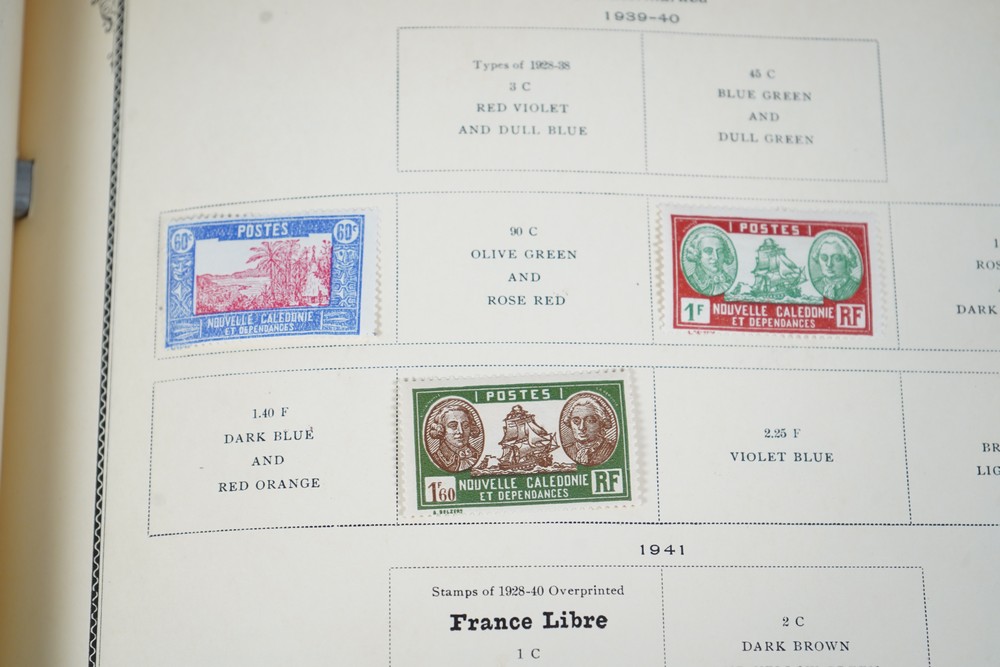 1939-40
Types of 1928-38
3 C
RED VIOLET
AND DULL BLUE
45 C
BLUE GREEN
AND
DULL GREEN
60c POSTES 60c
NOUVELLE CALEDONIE
ET DEPENDANCES
90 C
OLIVE GREEN
AND
ROSE RED
POSTES
1F NOUVELLE CALEDONIE RF
ET DEPENDANCES
1.40 F
DARK BLUE
AND
RED ORANGE
POSTES
1F60 NOUVELLE CALEDONIE RF
ET DEPENDANCES
2.25 F
VIOLET BLUE
DARK
1941
Stamps of 1928-40 Overprinted
France Libre
1 C
2 C
DARK BROWN